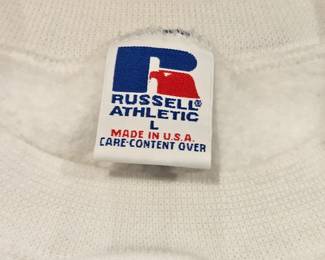 RUSSELL®
ATHLETIC
L
MADE IN U.S.A.
CARE-CONTENT OVER